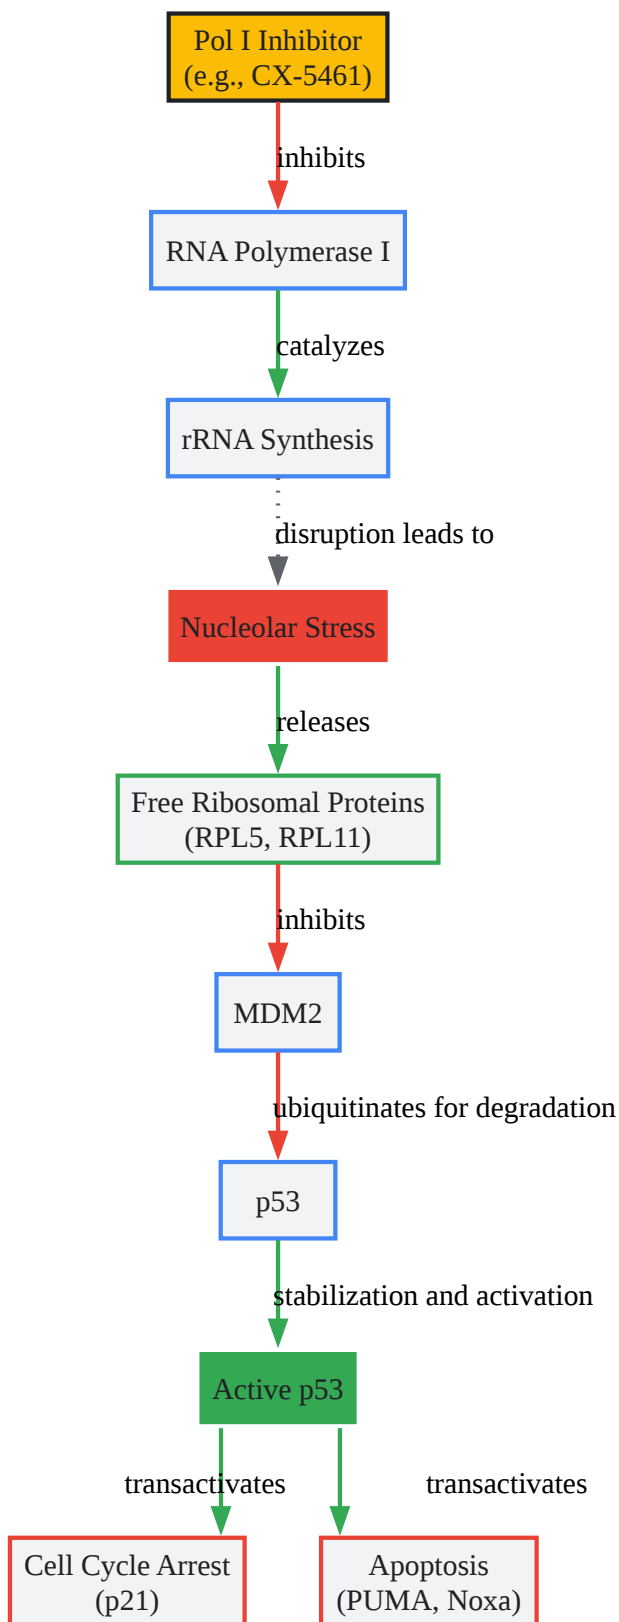 Pol I Inhibitor
(e.g., CX-5461)
inhibits
RNA Polymerase I
catalyzes
rRNA Synthesis
disruption leads to
Nucleolar Stress
releases
Free Ribosomal Proteins
(RPL5, RPL11)
inhibits
MDM2
ubiquitinates for degradation
p53
stabilization and activation
Active p53
transactivates
transactivates
Cell Cycle Arrest
(p21)
Apoptosis
(PUMA, Noxa)